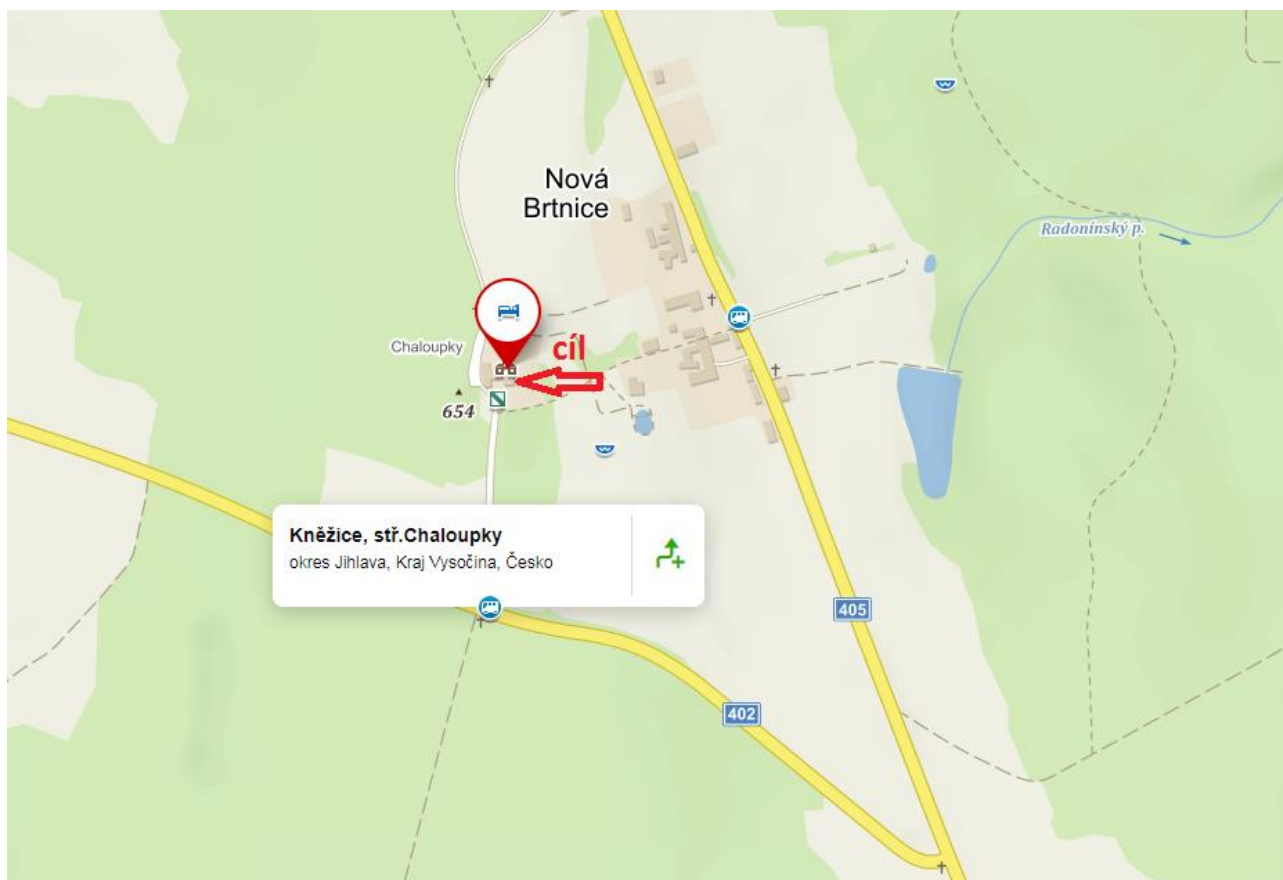 Nová
Brtnice
Radonínský p.
Chaloupky
cíl
654
Kněžice, stř.Chaloupky
okres Jihlava, Kraj Vysočina, Česko
405
402